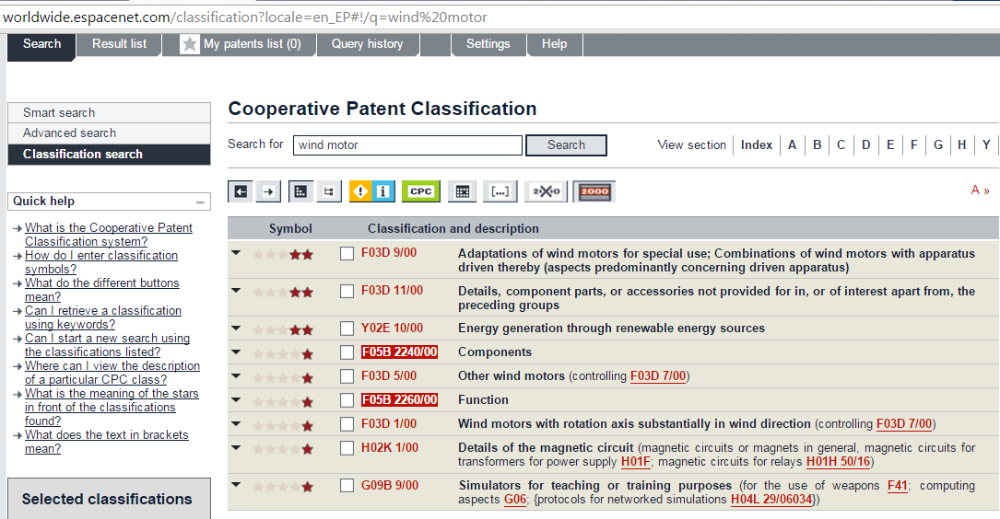 worldwide.espacenet.com/classification?locale=en_EP#!/q=wind%20motor
Search
Result list
My patents list (0)
Query history
Settings
Help
Smart search
Advanced search
Classification search
Quick help
What is the Cooperative Patent
Classification system?
How do I enter classification
symbols?
What do the different buttons
mean?
Can I retrieve a classification
using keywords?
Can I start a new search using
the classifications listed?
Where can I view the description
of a particular CPC class?
What is the meaning of the stars
in front of the classifications
found?
What does the text in brackets
mean?
Selected classifications
Cooperative Patent Classification
Search for
wind motor
Search
View section
Index
A
B
C
D
E
F
G
H
Y
CPC
[...]
2000
A »
Symbol
Classification and description
F03D 9/00
Adaptations of wind motors for special use; Combinations of wind motors with apparatus
driven thereby (aspects predominantly concerning driven apparatus)
F03D 11/00
Details, component parts, or accessories not provided for in, or of interest apart from, the
preceding groups
Y02E 10/00
Energy generation through renewable energy sources
F05B 2240/00
Components
F03D 5/00
Other wind motors (controlling F03D 7/00)
F05B 2260/00
Function
F03D 1/00
Wind motors with rotation axis substantially in wind direction (controlling F03D 7/00)
H02K 1/00
Details of the magnetic circuit (magnetic circuits or magnets in general, magnetic circuits for
transformers for power supply H01F; magnetic circuits for relays H01H 50/16)
G09B 9/00
Simulators for teaching or training purposes (for the use of weapons F41; computing
aspects G06; {protocols for networked simulations H04L 29/06034})